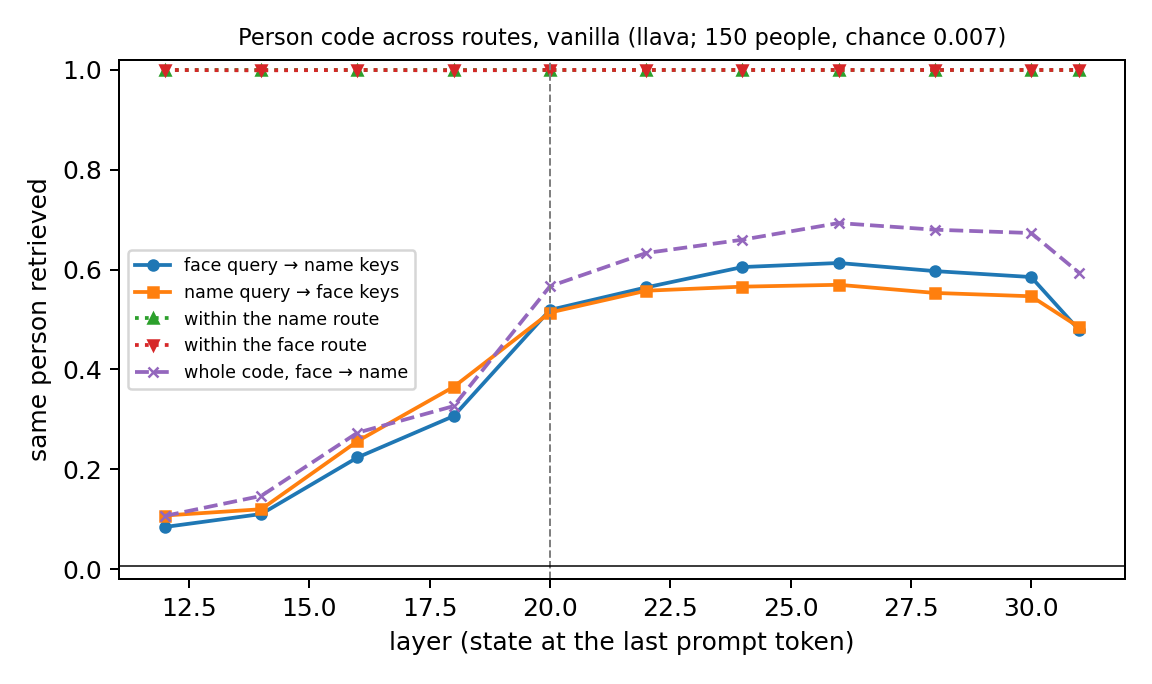 Person code across routes, vanilla (llava; 150 people, chance 0.007)
same person retrieved
1.0
0.8
0.6
0.4
0.2
0.0
face query → name keys
name query → face keys
within the name route
within the face route
whole code, face → name
12.5 15.0 17.5 20.0 22.5 25.0 27.5 30.0
layer (state at the last prompt token)